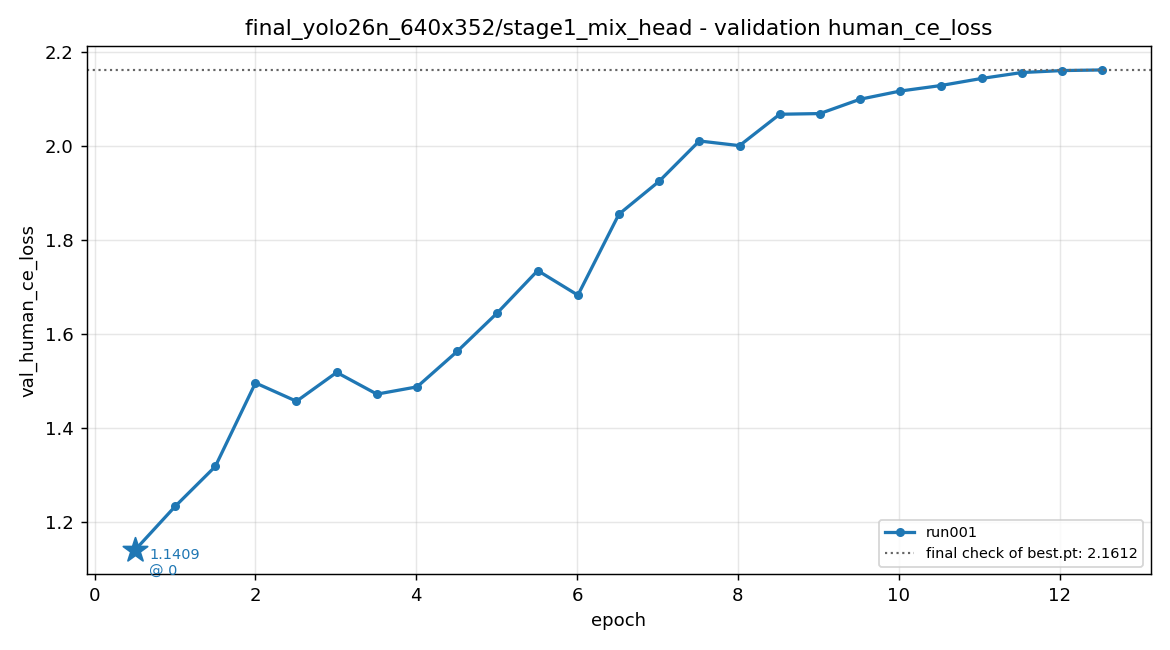 final_yolo26n_640x352/stage1_mix_head - validation human_ce_loss
2.2
2.0
1.8
1.6
1.4
1.2
val_human_ce_loss
1.1409
@ 0
run001
final check of best.pt: 2.1612
0 2 4 6 8 10 12
epoch